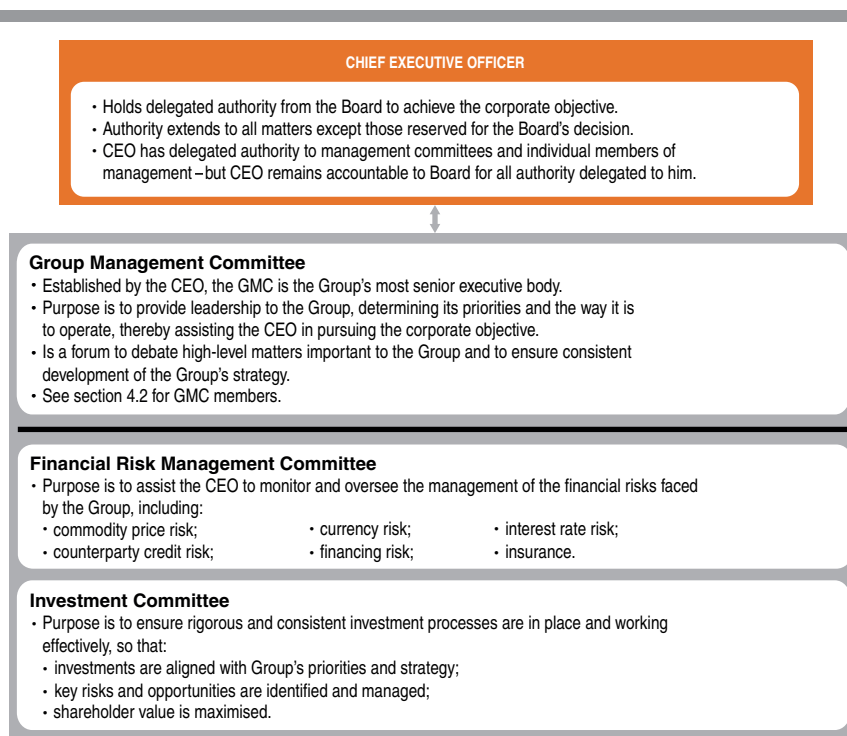 CHIEF EXECUTIVE OFFICER
• Holds delegated authority from the Board to achieve the corporate objective.
• Authority extends to all matters except those reserved for the Board's decision.
• CEO has delegated authority to management committees and individual members of
management – but CEO remains accountable to Board for all authority delegated to him.
Group Management Committee
• Established by the CEO, the GMC is the Group's most senior executive body.
• Purpose is to provide leadership to the Group, determining its priorities and the way it is
to operate, thereby assisting the CEO in pursuing the corporate objective.
• Is a forum to debate high-level matters important to the Group and to ensure consistent
development of the Group's strategy.
• See section 4.2 for GMC members.
Financial Risk Management Committee
• Purpose is to assist the CEO to monitor and oversee the management of the financial risks faced
by the Group, including:
• commodity price risk; • currency risk; • interest rate risk;
• counterparty credit risk; • financing risk; • insurance.
Investment Committee
• Purpose is to ensure rigorous and consistent investment processes are in place and working
effectively, so that:
• investments are aligned with Group's priorities and strategy;
• key risks and opportunities are identified and managed;
• shareholder value is maximised.